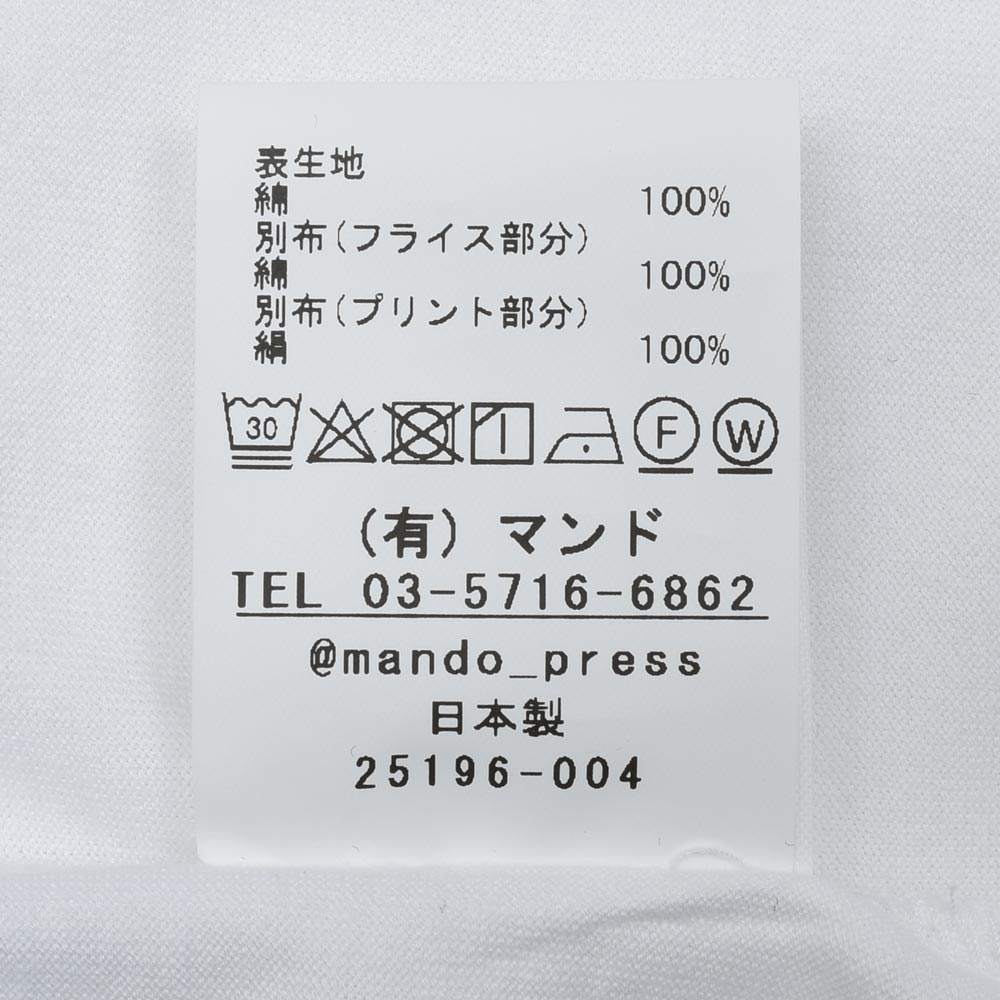 表生地
綿 100%
別布(フライス部分)
綿 100%
別布(プリント部分)
絹 100%
30 F W
(有) マンド
TEL 03-5716-6862
@mando_press
日本製
25196-004